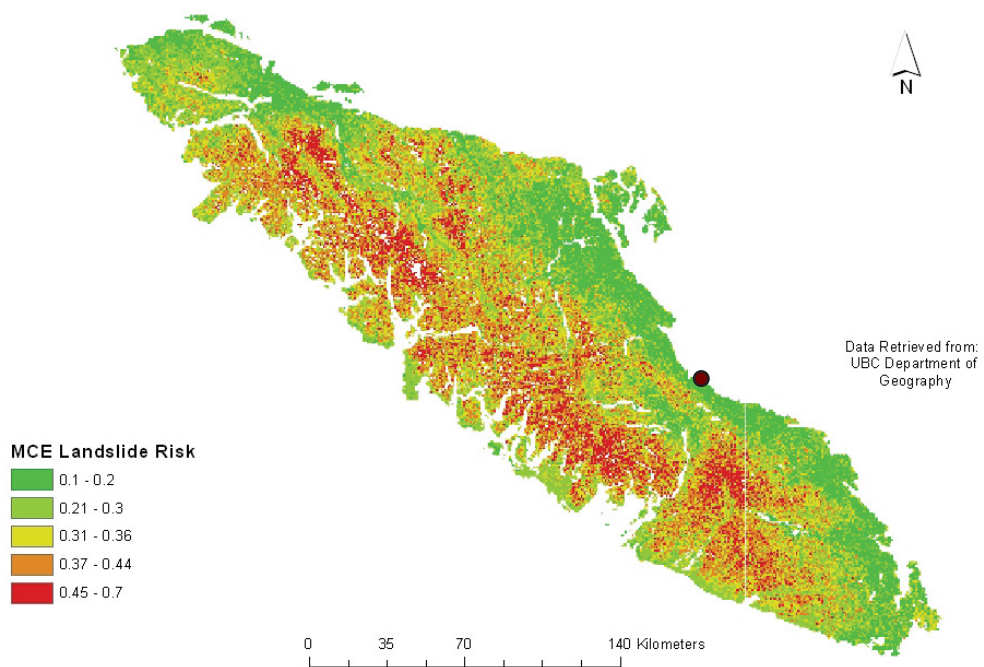 N
Data Retrieved from:
UBC Department of
Geography
MCE Landslide Risk
0.1 - 0.2
0.21 - 0.3
0.31 - 0.36
0.37 - 0.44
0.45 - 0.7
0 35 70 140 Kilometers